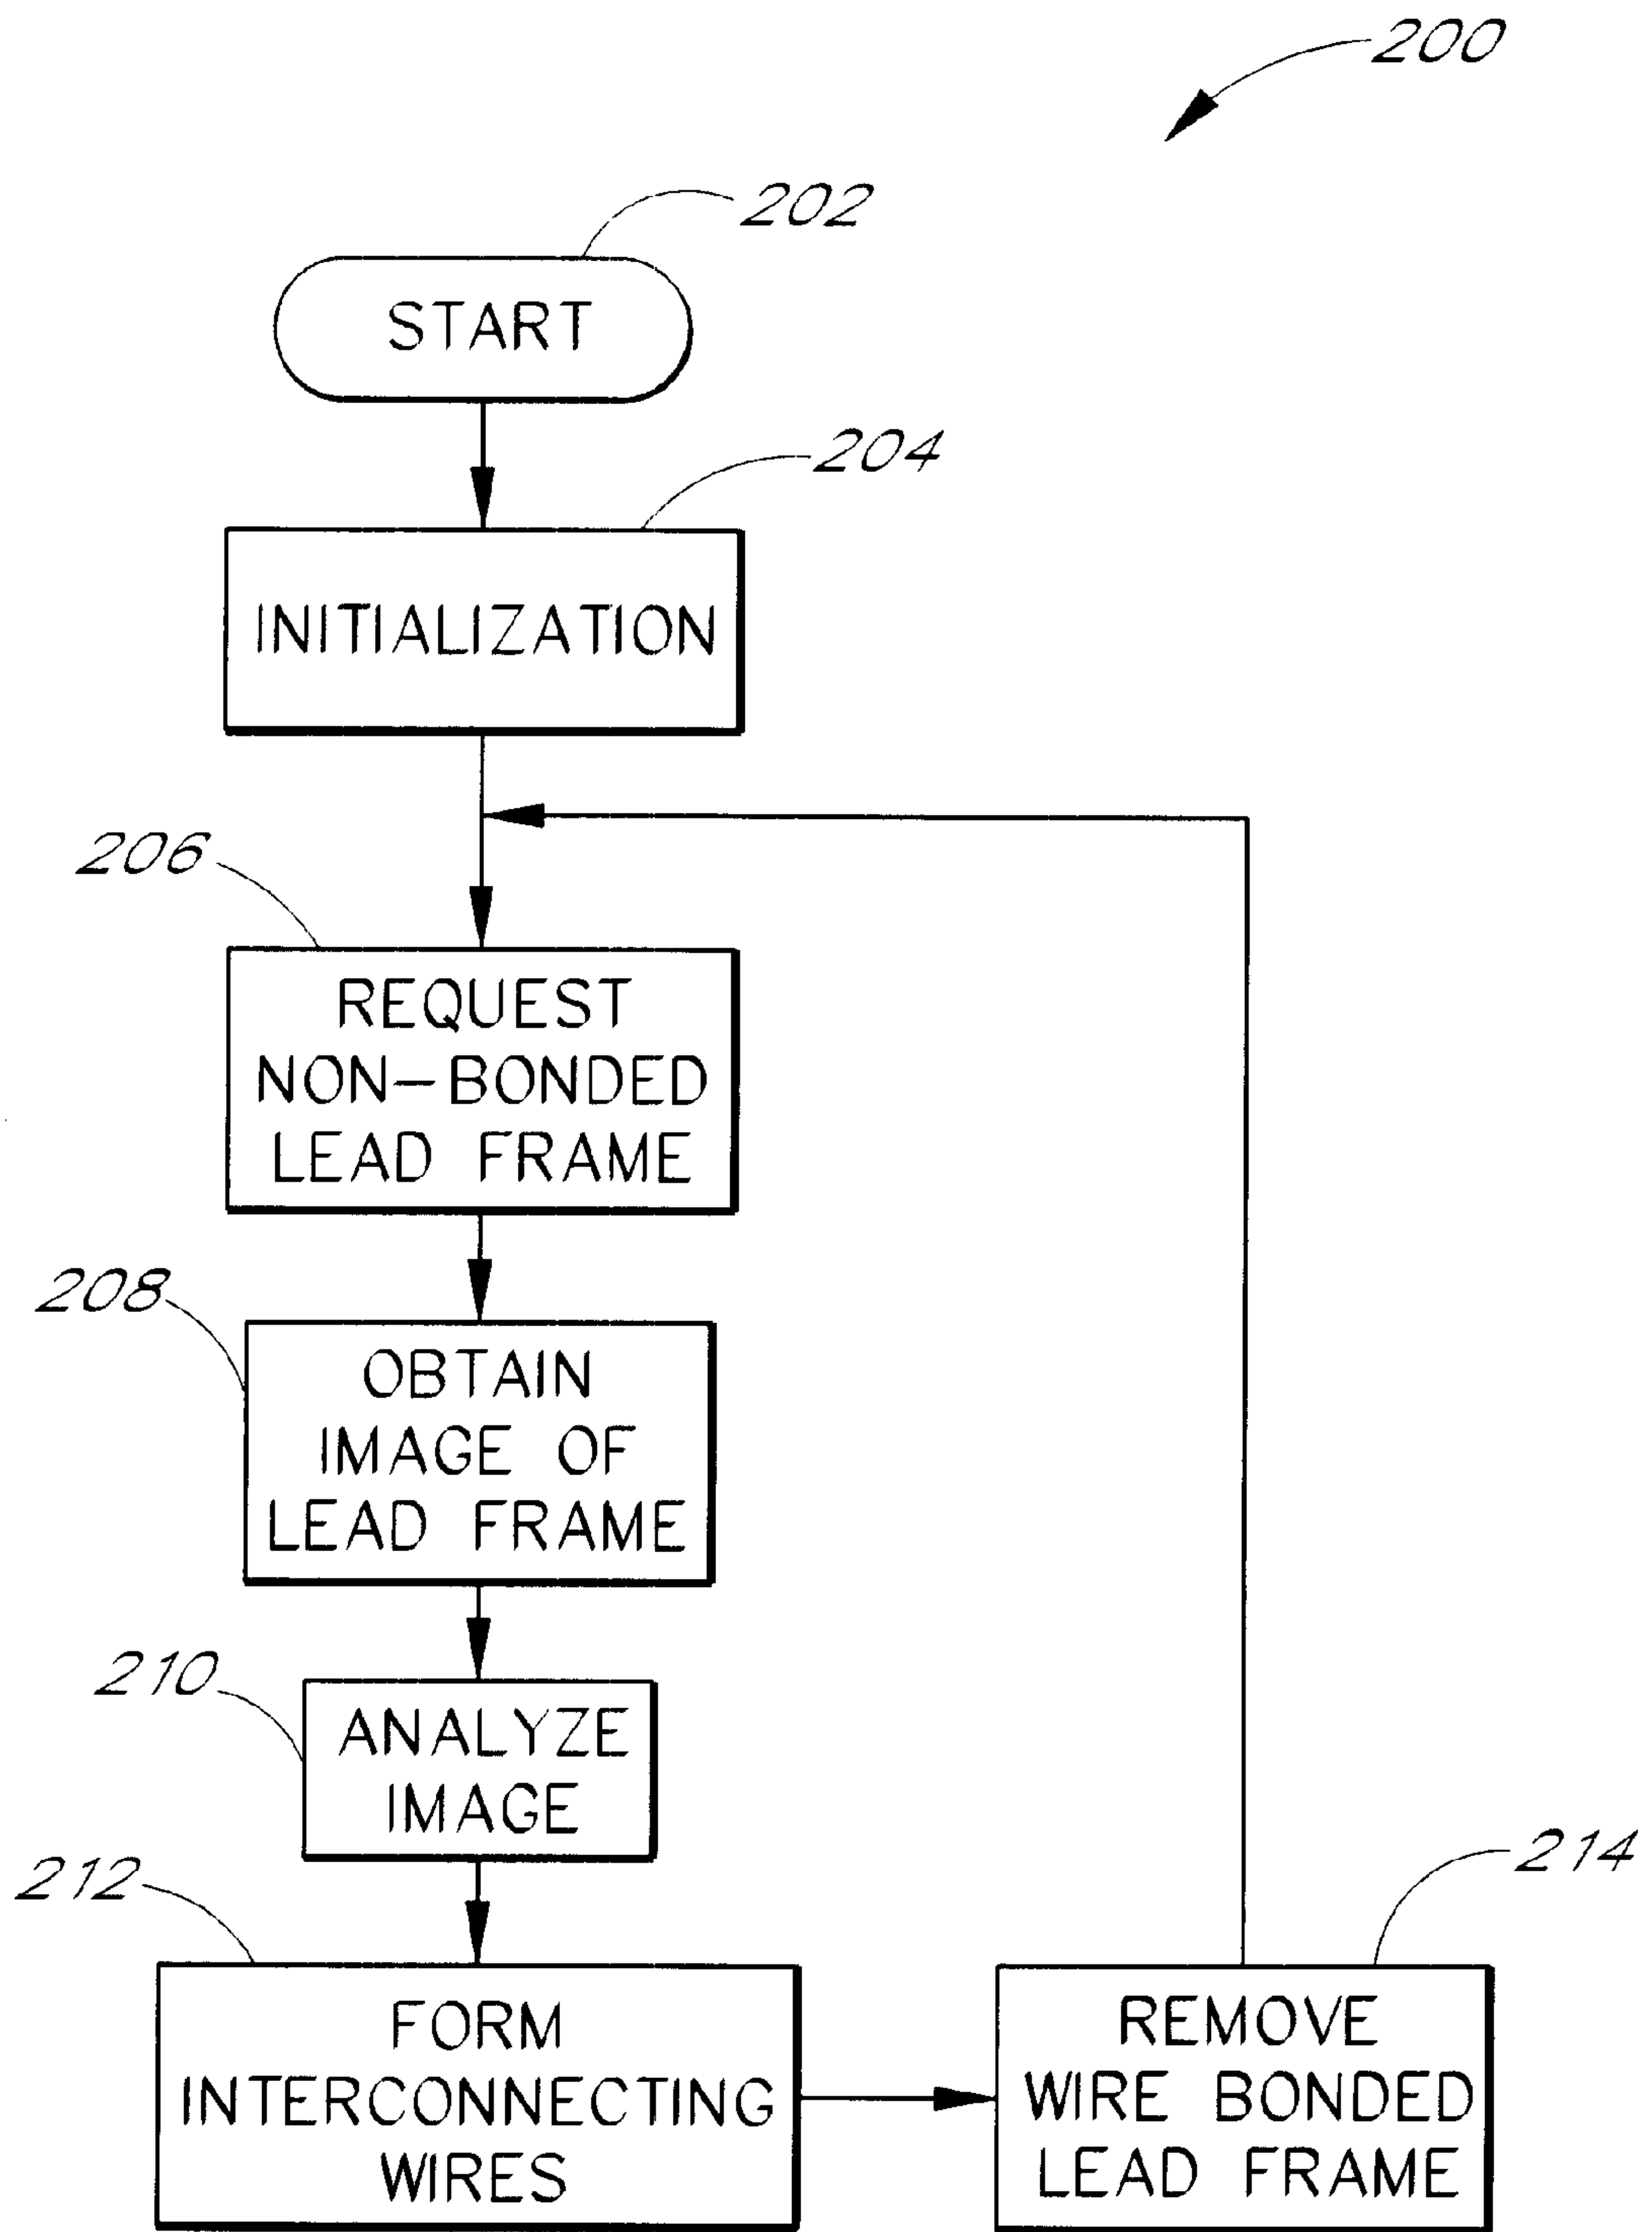 200
202
START
204
INITIALIZATION
206
REQUEST
NON-BONDED
LEAD FRAME
208
OBTAIN
IMAGE OF
LEAD FRAME
210
ANALYZE
IMAGE
212
FORM
INTERCONNECTING
WIRES
214
REMOVE
WIRE BONDED
LEAD FRAME